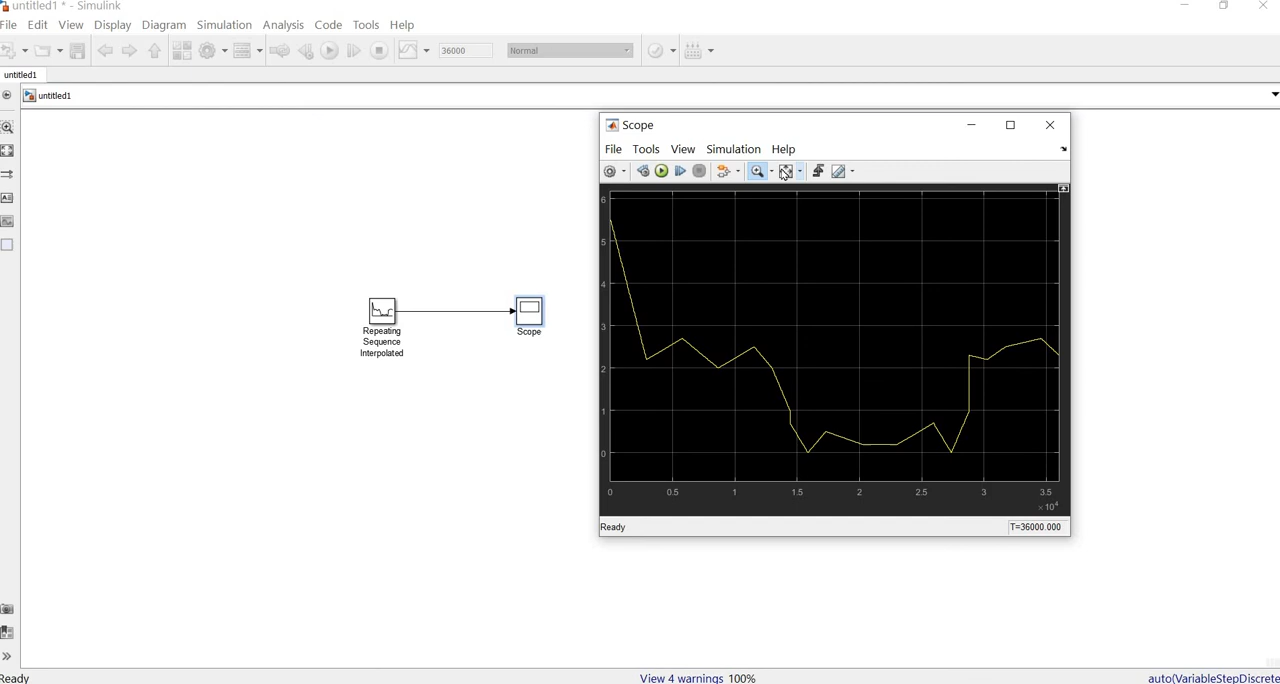 untitled1 * - Simulink
File Edit View Display Diagram Simulation Analysis Code Tools Help
36000 Normal
untitled1
untitled1
Repeating
Sequence
Interpolated
Scope
Scope
File Tools View Simulation Help
6
5
4
3
2
1
0
0 0.5 1 1.5 2 2.5 3 3.5
×10^4
Ready T=36000.000
Ready View 4 warnings 100% auto(VariableStepDiscrete